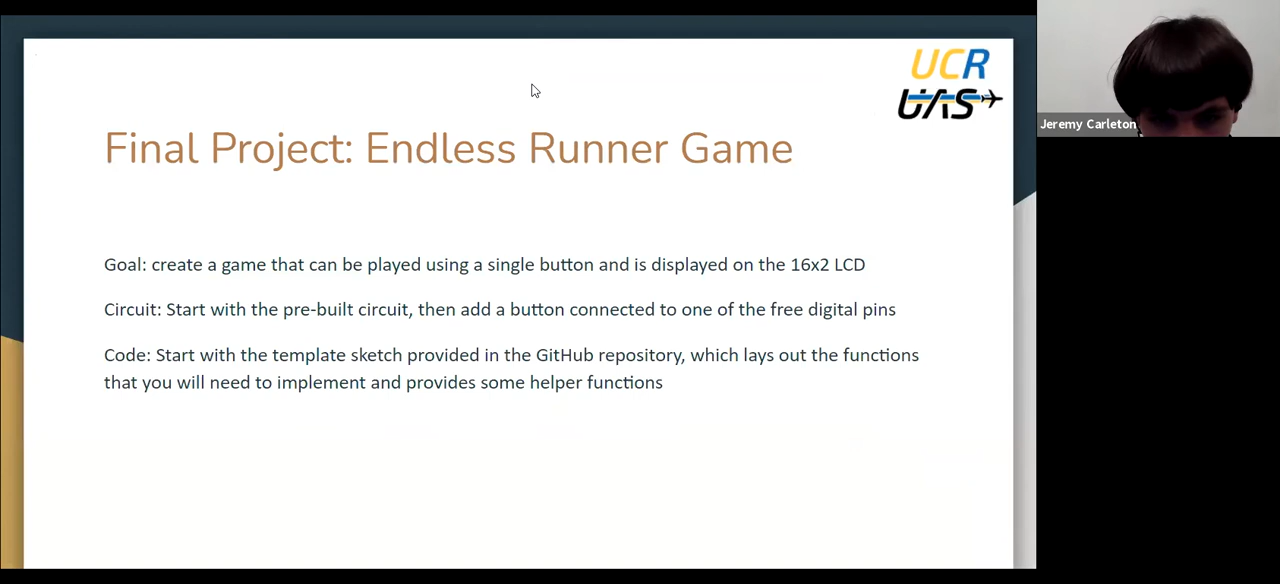 UCR
UAS
Jeremy Carleton
Final Project: Endless Runner Game
Goal: create a game that can be played using a single button and is displayed on the 16x2 LCD
Circuit: Start with the pre-built circuit, then add a button connected to one of the free digital pins
Code: Start with the template sketch provided in the GitHub repository, which lays out the functions
that you will need to implement and provides some helper functions